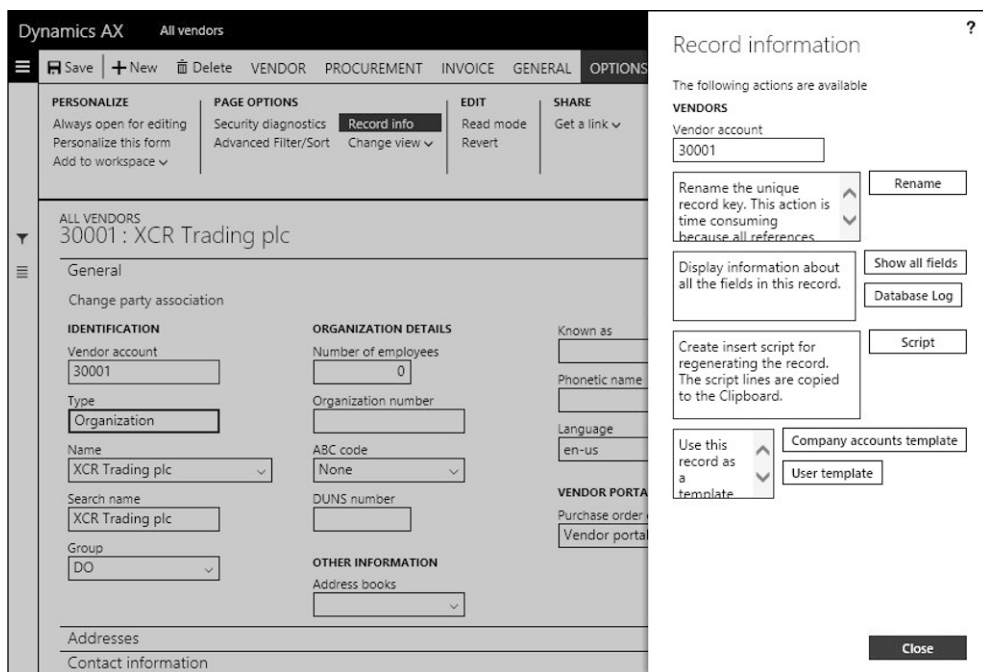 Dynamics AX All vendors
Save New Delete VENDOR PROCUREMENT INVOICE GENERAL OPTIONS
PERSONALIZE
Always open for editing
Personalize this form
Add to workspace
PAGE OPTIONS
Security diagnostics Record info
Advanced Filter/Sort Change view
EDIT
Read mode
Revert
SHARE
Get a link
ALL VENDORS
30001 : XCR Trading plc
General
Change party association
IDENTIFICATION
Vendor account
30001
Type
Organization
Name
XCR Trading plc
Search name
XCR Trading plc
Group
DO
ORGANIZATION DETAILS
Number of employees
0
Organization number
ABC code
None
DUNS number
OTHER INFORMATION
Address books
Known as
Phonetic name
Language
en-us
VENDOR PORTA
Purchase order
Vendor portal
Addresses
Contact information
?
Record information
The following actions are available
VENDORS
Vendor account
30001
Rename the unique
record key. This action is
time consuming
because all references
Rename
Display information about
all the fields in this record.
Show all fields
Database Log
Create insert script for
regenerating the record.
The script lines are copied
to the Clipboard.
Script
Use this
record as
a
template
Company accounts template
User template
Close